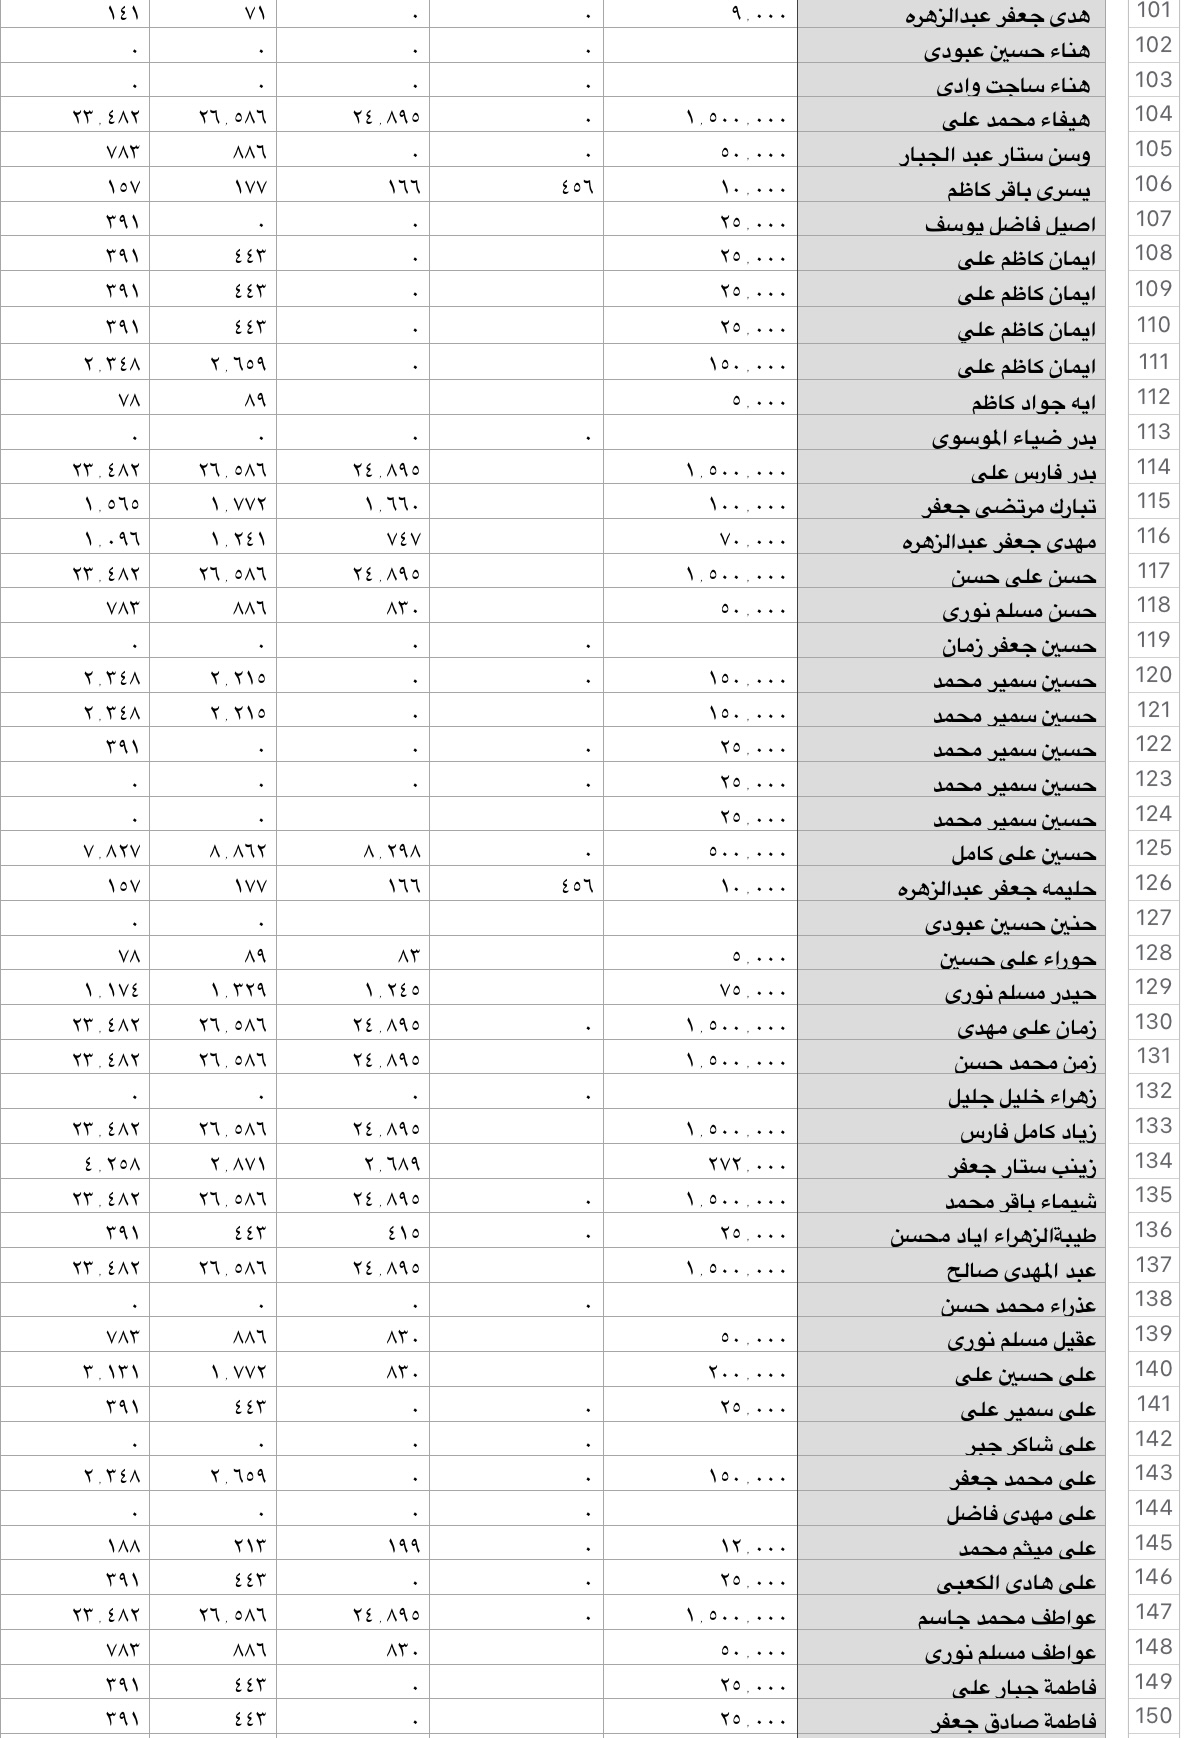 101 هدى جعفر عبدالزهره ٩.٠٠٠ ٠ ٠ ٧١ ١٤١
102 هناء حسين عبودى ٠ ٠ ٠ ٠
103 هناء ساجت وادى ٠ ٠ ٠ ٠
104 هيفاء محمد على ١.٥٠٠.٠٠٠ ٠ ٢٤.٨٩٥ ٢٦.٥٨٦ ٢٣.٤٨٢
105 وسن ستار عبد الجبار ٥٠.٠٠٠ ٠ ٠ ٨٨٦ ٧٨٣
106 يسرى باقر كاظم ١٠.٠٠٠ ٤٥٦ ١٦٦ ١٧٧ ١٥٧
107 اصيل فاضل يوسف ٢٥.٠٠٠ ٠ ٠ ٣٩١
108 ايمان كاظم على ٢٥.٠٠٠ ٠ ٤٤٣ ٣٩١
109 ايمان كاظم على ٢٥.٠٠٠ ٠ ٤٤٣ ٣٩١
110 ايمان كاظم علي ٢٥.٠٠٠ ٠ ٤٤٣ ٣٩١
111 ايمان كاظم على ١٥٠.٠٠٠ ٠ ٢.٦٥٩ ٢.٣٤٨
112 ايه جواد كاظم ٥.٠٠٠ ٨٩ ٧٨
113 بدر ضياء الموسوى ٠ ٠ ٠ ٠
114 بدر فارس على ١.٥٠٠.٠٠٠ ٢٤.٨٩٥ ٢٦.٥٨٦ ٢٣.٤٨٢
115 تبارك مرتضى جعفر ١٠٠.٠٠٠ ١.٦٦٠ ١.٧٧٢ ١.٥٦٥
116 مهدى جعفر عبدالزهره ٧٠.٠٠٠ ٧٤٧ ١.٢٤١ ١.٠٩٦
117 حسن على حسن ١.٥٠٠.٠٠٠ ٢٤.٨٩٥ ٢٦.٥٨٦ ٢٣.٤٨٢
118 حسن مسلم نورى ٥٠.٠٠٠ ٨٣٠ ٨٨٦ ٧٨٣
119 حسين جعفر زمان ٠ ٠ ٠ ٠
120 حسين سمير محمد ١٥٠.٠٠٠ ٠ ٠ ٢.٢١٥ ٢.٣٤٨
121 حسين سمير محمد ١٥٠.٠٠٠ ٠ ٢.٢١٥ ٢.٣٤٨
122 حسين سمير محمد ٢٥.٠٠٠ ٠ ٠ ٠ ٣٩١
123 حسين سمير محمد ٢٥.٠٠٠ ٠ ٠ ٠ ٠
124 حسين سمير محمد ٢٥.٠٠٠ ٠ ٠
125 حسين على كامل ٥٠٠.٠٠٠ ٠ ٨.٢٩٨ ٨.٨٦٢ ٧.٨٢٧
126 حليمه جعفر عبدالزهره ١٠.٠٠٠ ٤٥٦ ١٦٦ ١٧٧ ١٥٧
127 حنين حسين عبودى ٠ ٠
128 حوراء على حسين ٥.٠٠٠ ٨٣ ٨٩ ٧٨
129 حيدر مسلم نورى ٧٥.٠٠٠ ١.٢٤٥ ١.٣٢٩ ١.١٧٤
130 زمان على مهدى ١.٥٠٠.٠٠٠ ٠ ٢٤.٨٩٥ ٢٦.٥٨٦ ٢٣.٤٨٢
131 زمن محمد حسن ١.٥٠٠.٠٠٠ ٢٤.٨٩٥ ٢٦.٥٨٦ ٢٣.٤٨٢
132 زهراء خليل جليل ٠ ٠ ٠ ٠
133 زياد كامل فارس ١.٥٠٠.٠٠٠ ٢٤.٨٩٥ ٢٦.٥٨٦ ٢٣.٤٨٢
134 زينب ستار جعفر ٢٧٢.٠٠٠ ٢.٦٨٩ ٢.٨٧١ ٤.٢٥٨
135 شيماء باقر محمد ١.٥٠٠.٠٠٠ ٠ ٢٤.٨٩٥ ٢٦.٥٨٦ ٢٣.٤٨٢
136 طيبةالزهراء اياد محسن ٢٥.٠٠٠ ٠ ٤١٥ ٤٤٣ ٣٩١
137 عبد المهدى صالح ١.٥٠٠.٠٠٠ ٢٤.٨٩٥ ٢٦.٥٨٦ ٢٣.٤٨٢
138 عذراء محمد حسن ٠ ٠ ٠ ٠
139 عقيل مسلم نورى ٥٠.٠٠٠ ٨٣٠ ٨٨٦ ٧٨٣
140 على حسين على ٢٠٠.٠٠٠ ٨٣٠ ١.٧٧٢ ٣.١٣١
141 على سمير على ٢٥.٠٠٠ ٠ ٠ ٤٤٣ ٣٩١
142 على شاكر جبر ٠ ٠ ٠ ٠
143 على محمد جعفر ١٥٠.٠٠٠ ٠ ٠ ٢.٦٥٩ ٢.٣٤٨
144 على مهدى فاضل ٠ ٠ ٠ ٠
145 على ميثم محمد ١٢.٠٠٠ ٠ ١٩٩ ٢١٣ ١٨٨
146 على هادى الكعبى ٢٥.٠٠٠ ٠ ٠ ٤٤٣ ٣٩١
147 عواطف محمد جاسم ١.٥٠٠.٠٠٠ ٠ ٢٤.٨٩٥ ٢٦.٥٨٦ ٢٣.٤٨٢
148 عواطف مسلم نورى ٥٠.٠٠٠ ٨٣٠ ٨٨٦ ٧٨٣
149 فاطمة جبار على ٢٥.٠٠٠ ٠ ٤٤٣ ٣٩١
150 فاطمة صادق جعفر ٢٥.٠٠٠ ٠ ٤٤٣ ٣٩١